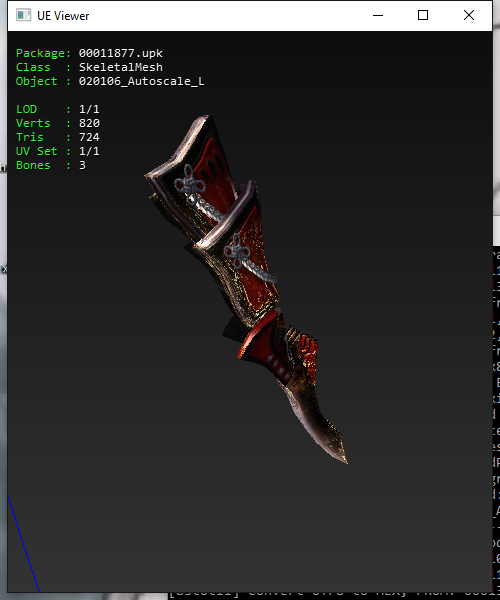 UE Viewer
Package: 00011877.upk
Class : SkeletalMesh
Object : 020106_Autoscale_L
LOD : 1/1
Verts : 820
Tris : 724
UV Set : 1/1
Bones : 3